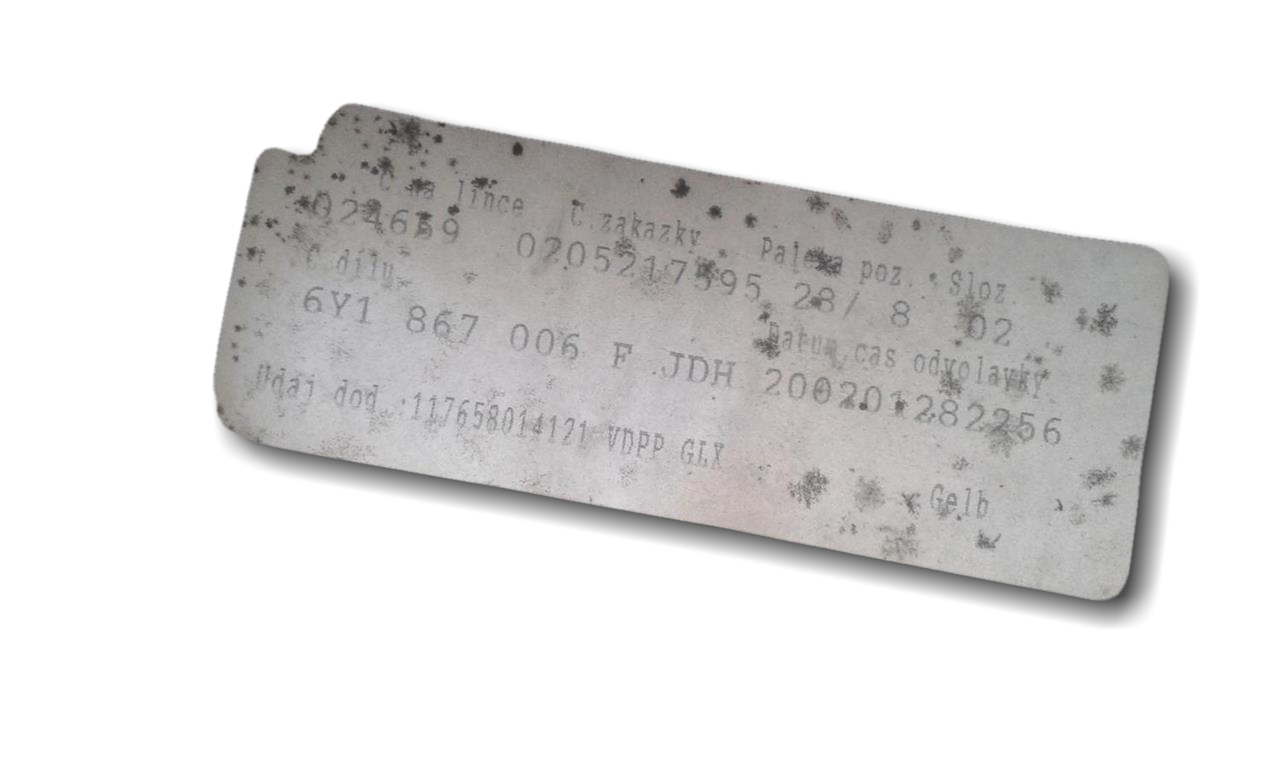 C na lince C.zakazky Paleta poz. Sloz.
024659 0205217595 28/ 8 02
C dilu Datum,cas odvolavky
6Y1 867 006 F JDH 200201282256
Udaj dod.:117658014121 VDPP GLX
Gelb